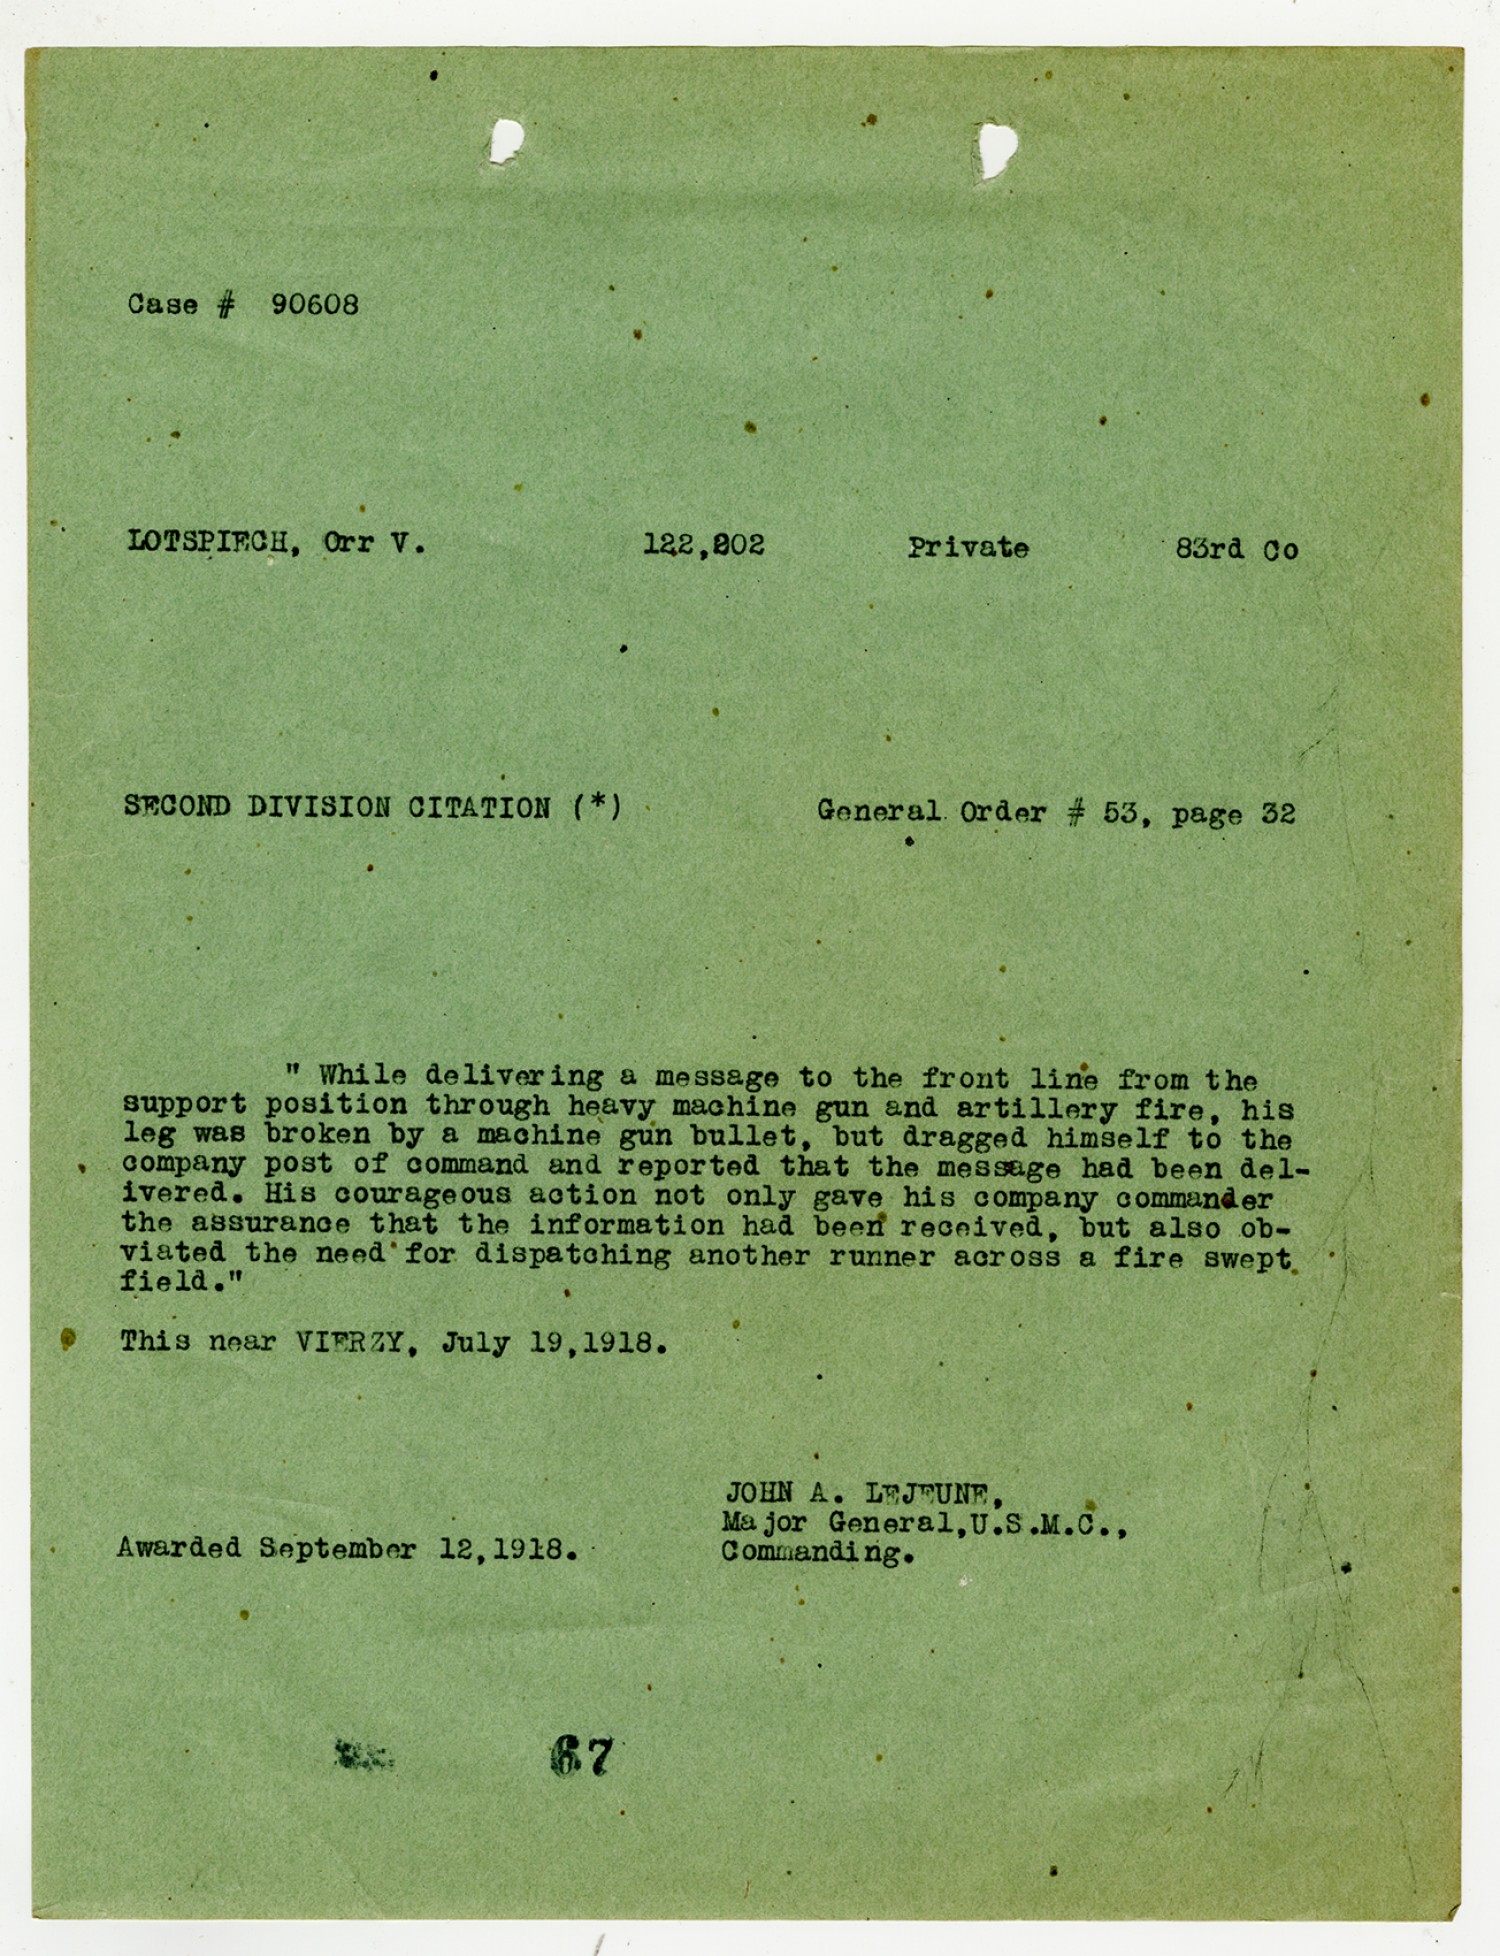 Case # 90608
LOTSPIECH, Orr V. 122,802 Private 83rd Co
SECOND DIVISION CITATION (*) General Order # 53, page 32
" While delivering a message to the front line from the
support position through heavy machine gun and artillery fire, his
leg was broken by a machine gun bullet, but dragged himself to the
company post of command and reported that the message had been del-
ivered. His courageous action not only gave his company commander
the assurance that the information had been received, but also ob-
viated the need for dispatching another runner across a fire swept
field."
This near VIERZY, July 19,1918.
JOHN A. LEJEUNE,
Major General,U.S.M.C.,
Awarded September 12,1918. Commanding.
67